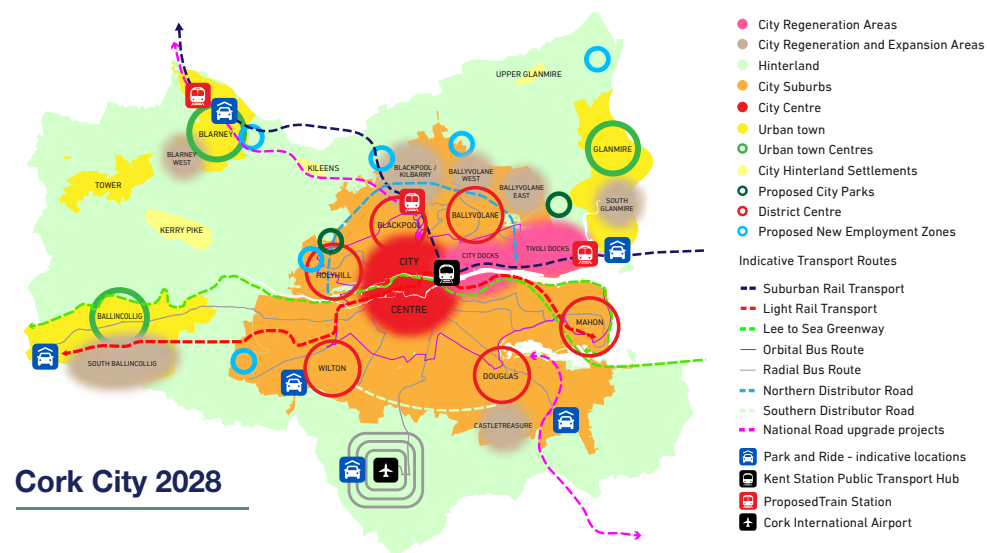 UPPER GLANMIRE
BLARNEY
BLARNEY
WEST
GLANMIRE
KILEENS
BLACKPOOL /
KILBARRY
BALLYVOLANE
WEST
BALLYVOLANE
EAST
TOWER
SOUTH
GLANMIRE
KERRY PIKE
BLACKPOOL
BALLYVOLANE
CITY
CITY DOCKS
TIVOLI DOCKS
HOLYHILL
CENTRE
BALLINCOLLIG
MAHON
SOUTH BALLINCOLLIG
WILTON
DOUGLAS
CASTLETREASURE
Cork City 2028
City Regeneration Areas
City Regeneration and Expansion Areas
Hinterland
City Suburbs
City Centre
Urban town
Urban town Centres
City Hinterland Settlements
Proposed City Parks
District Centre
Proposed New Employment Zones
Indicative Transport Routes
Suburban Rail Transport
Light Rail Transport
Lee to Sea Greenway
Orbital Bus Route
Radial Bus Route
Northern Distributor Road
Southern Distributor Road
National Road upgrade projects
Park and Ride - indicative locations
Kent Station Public Transport Hub
ProposedTrain Station
Cork International Airport